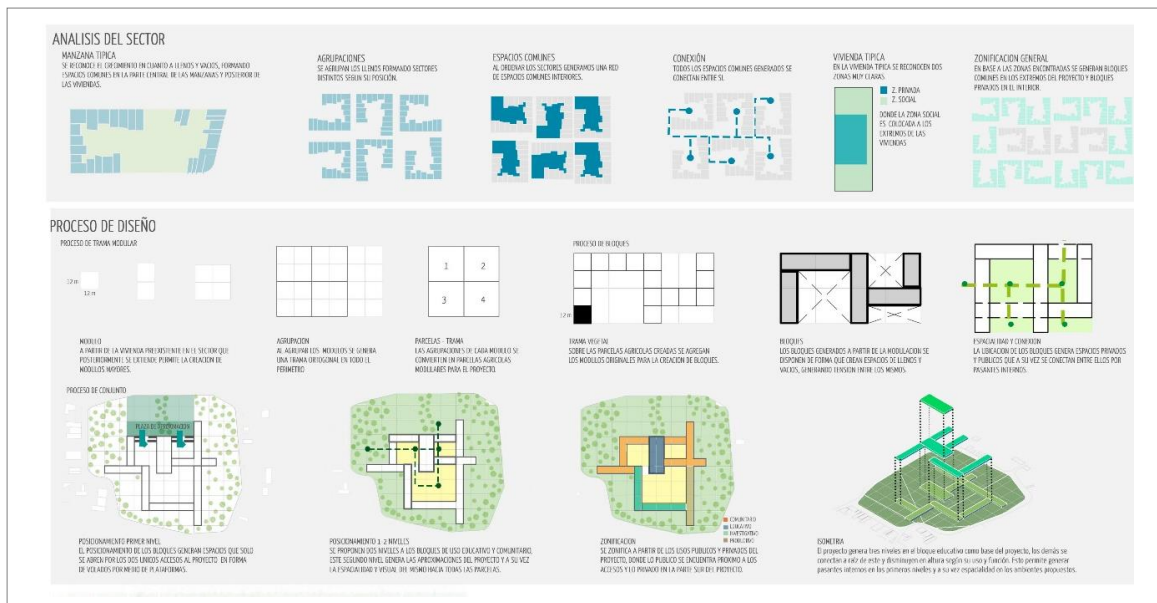 ANALISIS DEL SECTOR
MANZANA TIPICA
SE RECONOCE EL CRECIMIENTO EN CUANTO A LLENOS Y VACIOS, FORMANDO
ESPACIOS COMUNES EN LA PARTE CENTRAL DE LAS MANZANAS Y POSTERIOR DE
LAS VIVIENDAS.
AGRUPACIONES
SE AGRUPAN LOS LLENOS FORMANDO SECTORES
DISTINTOS SEGUN SU POSICIÓN.
ESPACIOS COMUNES
AL ORDENAR LOS SECTORES GENERAMOS UNA RED
DE ESPACIOS COMUNES INTERIORES.
CONEXIÓN
TODOS LOS ESPACIOS COMUNES GENERADOS SE
CONECTAN ENTRE SI.
VIVIENDA TIPICA
EN LA VIVIENDA TIPICA SE RECONOCEN DOS
ZONAS MUY CLARAS.
Z. PRIVADA
Z. SOCIAL
DONDE LA ZONA SOCIAL
ES COLOCADA A LOS
EXTREMOS DE LAS
VIVIENDAS
ZONIFICACION GENERAL
EN BASE A LAS ZONAS ENCONTRADAS SE GENERAN BLOQUES
COMUNES EN LOS EXTREMOS DEL PROYECTO Y BLOQUES
PRIVADOS EN EL INTERIOR.
PROCESO DE DISEÑO
PROCESO DE TRAMA MODULAR
12 m
12 m
MODULO
A PARTIR DE LA VIVIENDA PREEXISTENTE EN EL SECTOR QUE
POSTERIORMENTE SE EXTIENDE PERMITE LA CREACION DE
MODULOS MAYORES.
AGRUPACION
AL AGRUPAR LOS MODULOS SE GENERA
UNA TRAMA ORTOGONAL EN TODO EL
PERIMETRO
1 2
3 4
PARCELAS - TRAMA
LAS AGRUPACIONES DE CADA MODULO SE
CONVIERTEN EN PARCELAS AGRICOLAS
MODULARES PARA EL PROYECTO.
PROCESO DE BLOQUES
12 m
TRAMA VEGETAL
SOBRE LAS PARCELAS AGRICOLAS CREADAS SE AGREGAN
LOS MODULOS ORIGINALES PARA LA CREACION DE BLOQUES.
BLOQUES
LOS BLOQUES GENERADOS A PARTIR DE LA MODULACION SE
DISPONEN DE FORMA QUE CREAN ESPACIOS DE LLENOS Y
VACIOS, GENERANDO TENSION ENTRE LOS MISMOS.
ESPACIALIDAD Y CONEXION
LA UBICACION DE LOS BLOQUES GENERA ESPACIOS PRIVADOS
Y PUBLICOS QUE A SU VEZ SE CONECTAN ENTRE ELLOS POR
PASANTES INTERNOS.
PROCESO DE CONJUNTO
PLAZA DE
POSICIONAMIENTO PRIMER NIVEL
EL POSICIONAMIENTO DE LOS BLOQUES GENERAN ESPACIOS QUE SOLO
SE ABREN POR LOS DOS UNICOS ACCESOS AL PROYECTO EN FORMA
DE VOLADOS POR MEDIO DE PLATAFORMAS.
POSICIONAMIENTO 1-2 NIVELES
SE PROPONEN DOS NIVELES A LOS BLOQUES DE USO EDUCATIVO Y COMUNITARIO,
ESTE SEGUNDO NIVEL GENERA LAS APROXIMACIONES DEL PROYECTO Y A SU VEZ
LA ESPACIALIDAD Y VISUAL DEL MISMO HACIA TODAS LAS PARCELAS.
COMUNITARIO
EDUCATIVO
INVESTIGATIVO
PRODUCTIVO
ZONIFICACION
SE ZONIFICA A PARTIR DE LOS USOS PUBLICOS Y PRIVADOS DEL
PROYECTO, DONDE LO PUBLICO SE ENCUENTRA PROXIMO A LOS
ACCESOS Y LO PRIVADO EN LA PARTE SUR DEL PROYECTO.
ISOMETRIA
El proyecto genera tres niveles en el bloque educativo como base del proyecto, los demás se
conectan a raíz de este y disminuyen en altura según su uso y función. Esto permite generar
pasantes internos en los primeros niveles y a su vez espacialidad en los ambientes propuestos.